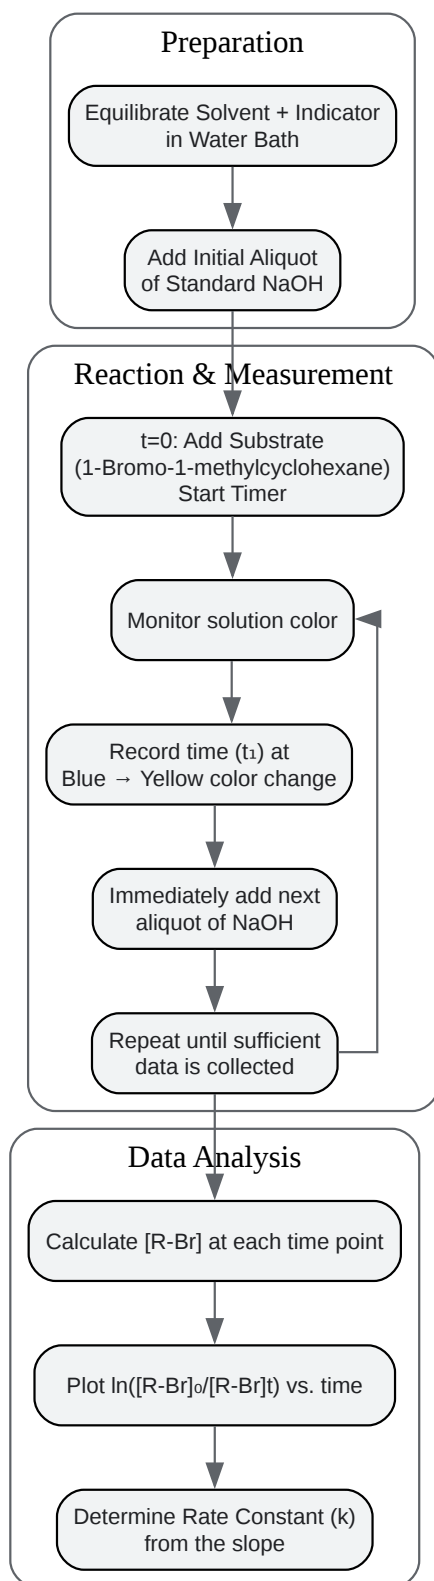 Preparation
Equilibrate Solvent + Indicator
in Water Bath
Add Initial Aliquot
of Standard NaOH
Reaction & Measurement
t=0: Add Substrate
(1-Bromo-1-methylcyclohexane)
Start Timer
Monitor solution color
Record time (t₁) at
Blue → Yellow color change
Immediately add next
aliquot of NaOH
Repeat until sufficient
data is collected
Data Analysis
Calculate [R-Br] at each time point
Plot ln([R-Br]₀/[R-Br]t) vs. time
Determine Rate Constant (k)
from the slope